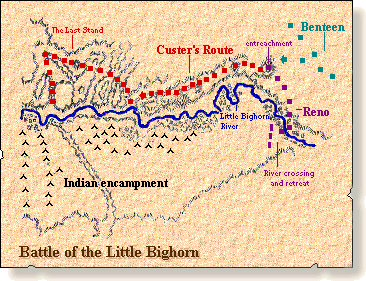 The Last Stand
Benteen
entreachment
Custer's Route
Little Bighorn
River
Reno
River crossing
and retreat
Indian encampment
Battle of the Little Bighorn